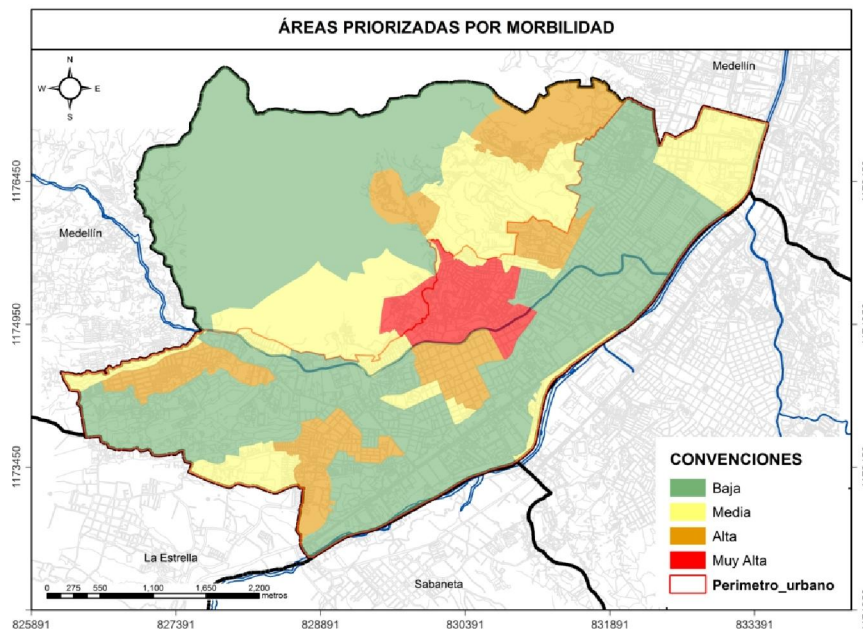 ÁREAS PRIORIZADAS POR MORBILIDAD
N
W E
S
Medellín
Medellín
1176450
1174950
1173450
La Estrella
Sabaneta
0 275 550 1,100 1,650 2,200
metros
CONVENCIONES
Baja
Media
Alta
Muy Alta
Perimetro_urbano
825891 827391 828891 830391 831891 833391